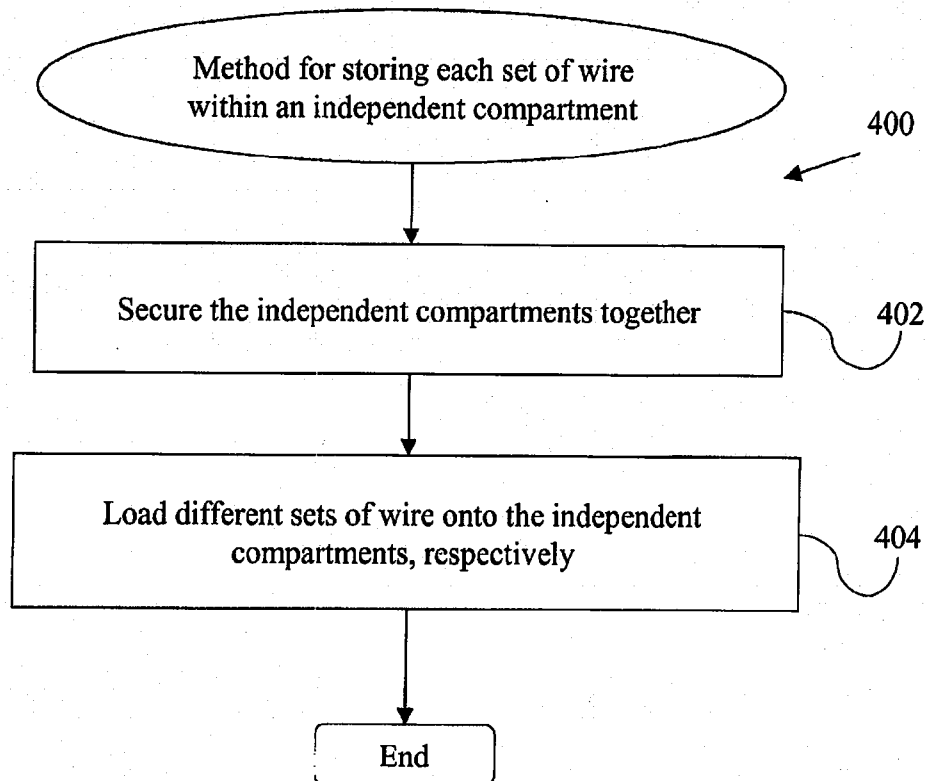 Method for storing each set of wire
within an independent compartment
400
Secure the independent compartments together
402
Load different sets of wire onto the independent
compartments, respectively
404
End